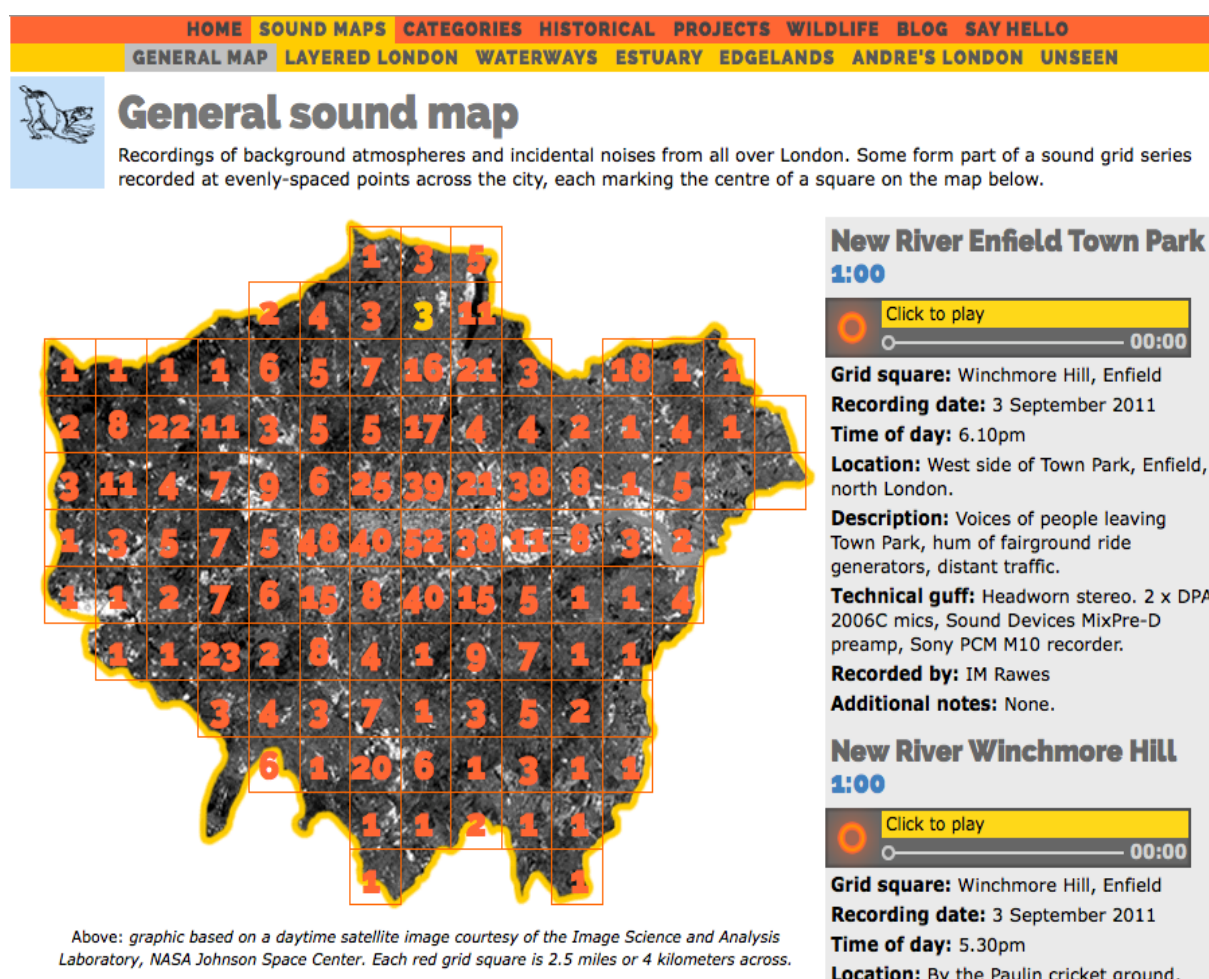 HOME SOUND MAPS CATEGORIES HISTORICAL PROJECTS WILDLIFE BLOG SAY HELLO
GENERAL MAP LAYERED LONDON WATERWAYS ESTUARY EDGELANDS ANDRE'S LONDON UNSEEN
General sound map
Recordings of background atmospheres and incidental noises from all over London. Some form part of a sound grid series
recorded at evenly-spaced points across the city, each marking the centre of a square on the map below.
1 3 5
2 4 3 3 11
1 1 1 1 6 5 7 16 21 3 18 1 1
2 8 22 11 3 5 5 17 4 4 2 1 4 1
3 11 4 7 9 6 25 39 21 38 8 1 5
1 3 5 7 5 48 40 52 38 11 8 3 2
1 1 2 7 6 15 8 40 15 5 1 1 4
1 1 23 2 8 4 1 9 7 1 1
3 4 3 7 1 3 5 2
6 1 20 6 1 3 1 1
1 1 2 1 1
1 1
Above: graphic based on a daytime satellite image courtesy of the Image Science and Analysis
Laboratory, NASA Johnson Space Center. Each red grid square is 2.5 miles or 4 kilometers across.
New River Enfield Town Park
1:00
Click to play
00:00
Grid square: Winchmore Hill, Enfield
Recording date: 3 September 2011
Time of day: 6.10pm
Location: West side of Town Park, Enfield,
north London.
Description: Voices of people leaving
Town Park, hum of fairground ride
generators, distant traffic.
Technical guff: Headworn stereo. 2 x DPA
2006C mics, Sound Devices MixPre-D
preamp, Sony PCM M10 recorder.
Recorded by: IM Rawes
Additional notes: None.
New River Winchmore Hill
1:00
Click to play
00:00
Grid square: Winchmore Hill, Enfield
Recording date: 3 September 2011
Time of day: 5.30pm
Location: By the Paulin cricket ground,